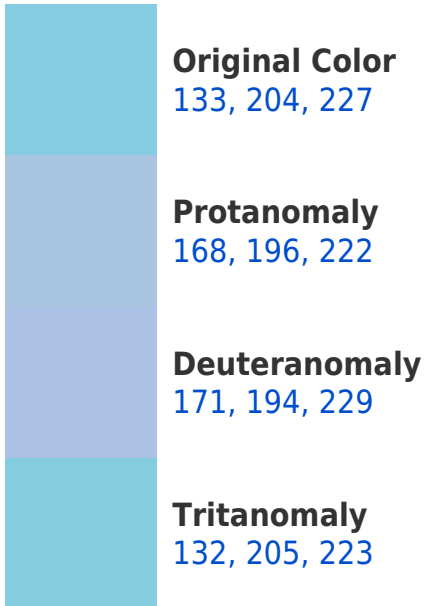 Original Color
133, 204, 227
Protanomaly
168, 196, 222
Deuteranomaly
171, 194, 229
Tritanomaly
132, 205, 223